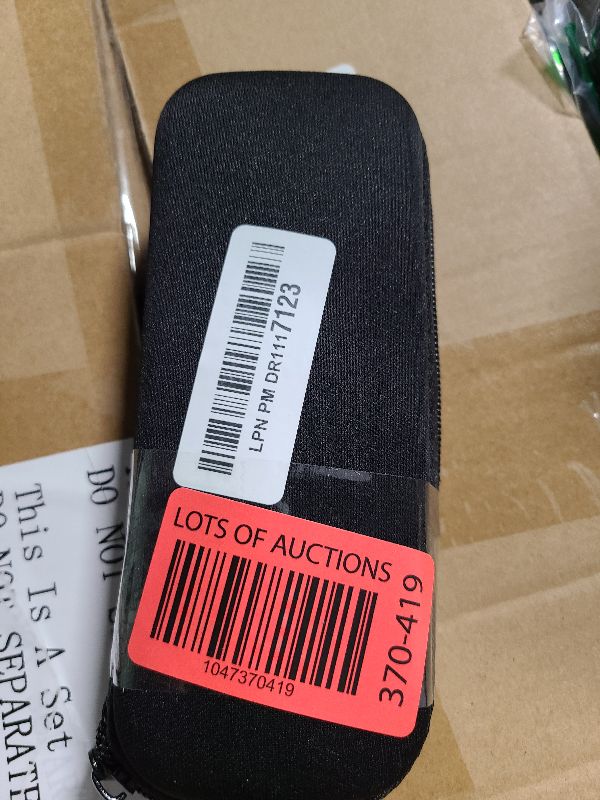 LPN PM DR1117123
LOTS OF AUCTIONS
1047370419
370-419
This Is A Set
DO NOT SEPARATE
DO NOT